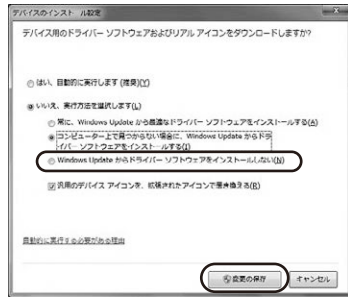 デバイスのインストール設定
デバイス用のドライバー ソフトウェアおよびリアル アイコンをダウンロードしますか?
はい、自動的に実行します (推奨)(Y)
いいえ、実行方法を選択します(L)
常に、Windows Update から最適なドライバー ソフトウェアをインストールする(A)
コンピューター上で見つからない場合に、Windows Update からドラ
イバー ソフトウェアをインストールする(I)
Windows Update からドライバー ソフトウェアをインストールしない(N)
汎用のデバイス アイコンを、拡張されたアイコンで置き換える(R)
自動的に実行する必要がある理由
変更の保存
キャンセル